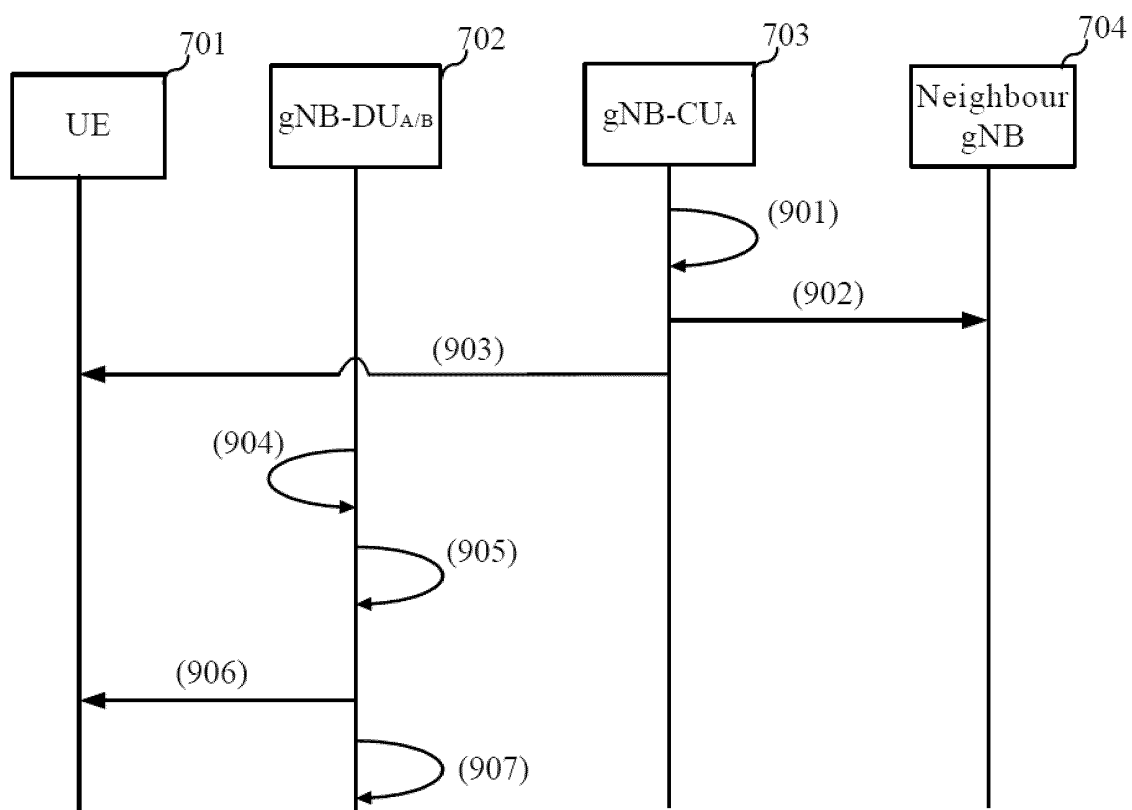 701
702
703
704
UE
gNB-DUA/B
gNB-CUA
Neighbour
gNB
(901)
(902)
(903)
(904)
(905)
(906)
(907)